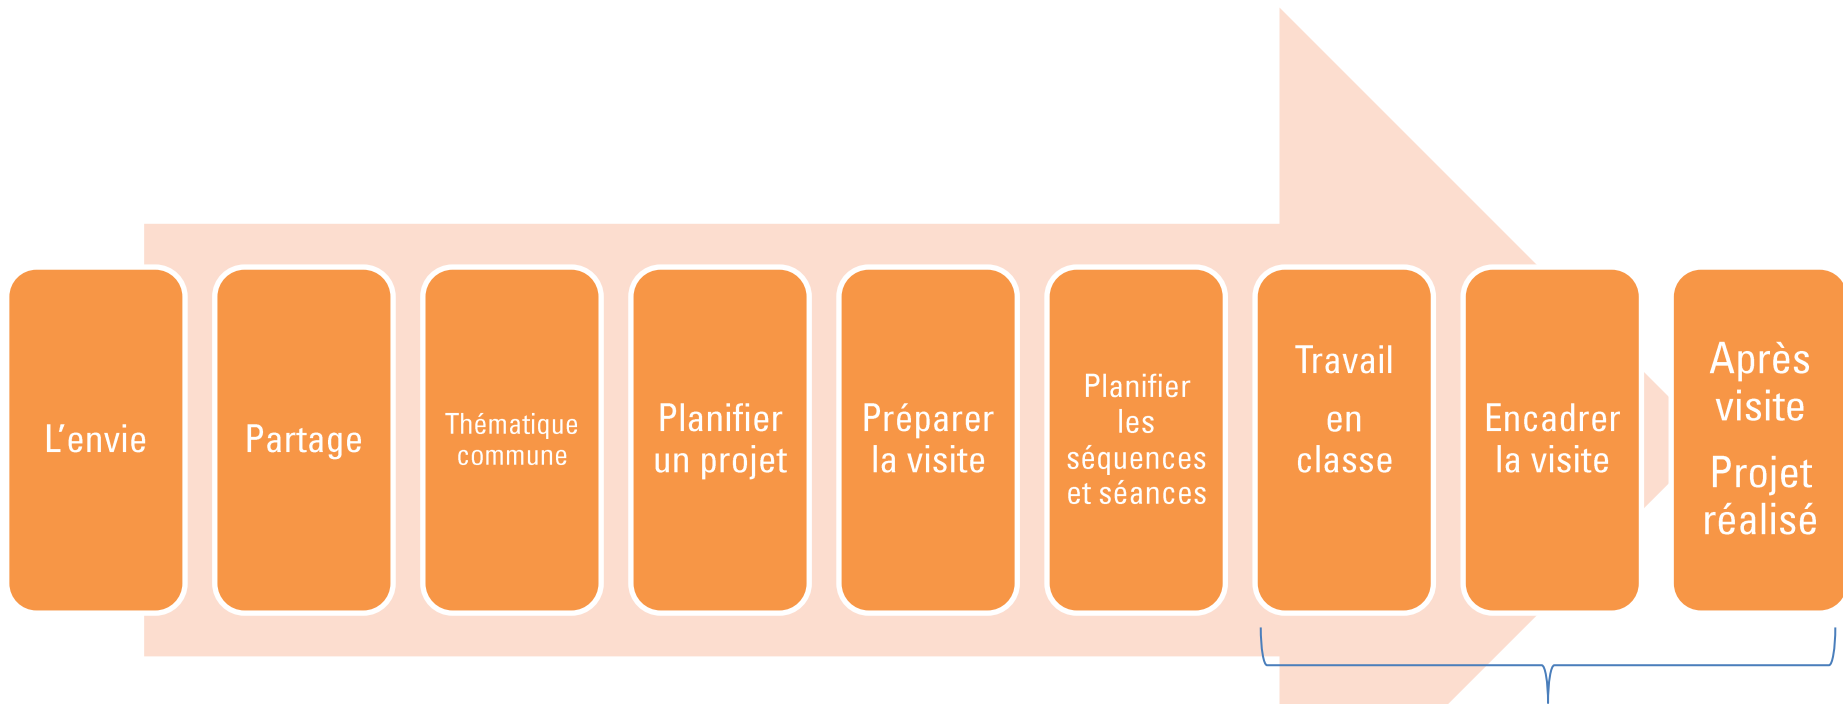 L’envie
Partage
Thématique
commune
Planifier
un projet
Préparer
la visite
Planifier
les
séquences
et séances
Travail
en
classe
Encadrer
la visite
Après
visite
Projet
réalisé